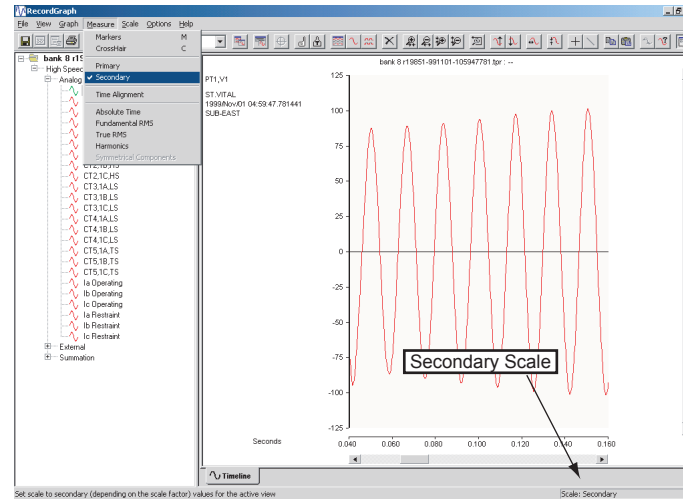 RecordGraph
File View Graph Measure Scale Options Help
Markers M
CrossHair C
Primary
Secondary
Time Alignment
Absolute Time
Fundamental RMS
True RMS
Harmonics
Symmetrical Components
bank 8 r19
High Speed
Analog
CT2,1B,HS
CT2,1C,HS
CT3,1A,LS
CT3,1B,LS
CT3,1C,LS
CT4,1A,LS
CT4,1B,LS
CT4,1C,LS
CT5,1A,TS
CT5,1B,TS
CT5,1C,TS
Ia Operating
Ib Operating
Ic Operating
Ia Restraint
Ib Restraint
Ic Restraint
External
Summation
bank 8 r19851-991101-105947781.tpr : --
PT1,V1
ST.VITAL
1999/Nov/01 04:59:47.781441
SUB-EAST
125
100
75
50
25
0
-25
-50
-75
-100
-125
Secondary Scale
Seconds
0.040 0.060 0.080 0.100 0.120 0.140 0.160
Timeline
Set scale to secondary (depending on the scale factor) values for the active view
Scale: Secondary